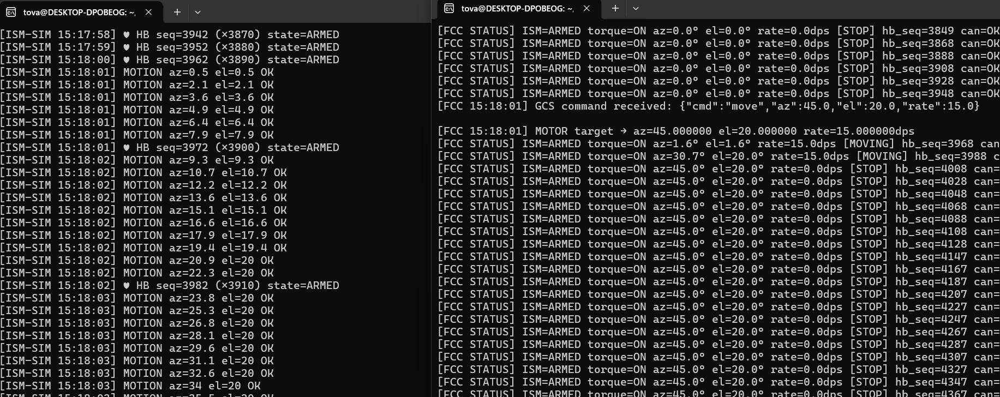 tova@DESKTOP-DPOBEOG: ~,
[ISM-SIM 15:17:58] ♥ HB seq=3942 (×3870) state=ARMED
[ISM-SIM 15:17:59] ♥ HB seq=3952 (×3880) state=ARMED
[ISM-SIM 15:18:00] ♥ HB seq=3962 (×3890) state=ARMED
[ISM-SIM 15:18:01] MOTION az=0.5 el=0.5 OK
[ISM-SIM 15:18:01] MOTION az=2.1 el=2.1 OK
[ISM-SIM 15:18:01] MOTION az=3.6 el=3.6 OK
[ISM-SIM 15:18:01] MOTION az=4.9 el=4.9 OK
[ISM-SIM 15:18:01] MOTION az=6.4 el=6.4 OK
[ISM-SIM 15:18:01] MOTION az=7.9 el=7.9 OK
[ISM-SIM 15:18:01] ♥ HB seq=3972 (×3900) state=ARMED
[ISM-SIM 15:18:02] MOTION az=9.3 el=9.3 OK
[ISM-SIM 15:18:02] MOTION az=10.7 el=10.7 OK
[ISM-SIM 15:18:02] MOTION az=12.2 el=12.2 OK
[ISM-SIM 15:18:02] MOTION az=13.6 el=13.6 OK
[ISM-SIM 15:18:02] MOTION az=15.1 el=15.1 OK
[ISM-SIM 15:18:02] MOTION az=16.6 el=16.6 OK
[ISM-SIM 15:18:02] MOTION az=17.9 el=17.9 OK
[ISM-SIM 15:18:02] MOTION az=19.4 el=19.4 OK
[ISM-SIM 15:18:02] MOTION az=20.9 el=20 OK
[ISM-SIM 15:18:02] MOTION az=22.3 el=20 OK
[ISM-SIM 15:18:02] ♥ HB seq=3982 (×3910) state=ARMED
[ISM-SIM 15:18:03] MOTION az=23.8 el=20 OK
[ISM-SIM 15:18:03] MOTION az=25.3 el=20 OK
[ISM-SIM 15:18:03] MOTION az=26.8 el=20 OK
[ISM-SIM 15:18:03] MOTION az=28.1 el=20 OK
[ISM-SIM 15:18:03] MOTION az=29.6 el=20 OK
[ISM-SIM 15:18:03] MOTION az=31.1 el=20 OK
[ISM-SIM 15:18:03] MOTION az=32.6 el=20 OK
[ISM-SIM 15:18:03] MOTION az=34 el=20 OK
[ISM-SIM 15:18:03] MOTION az=35.5 el=20 OK
tova@DESKTOP-DPOBEOG: ~,
[FCC STATUS] ISM=ARMED torque=ON az=0.0° el=0.0° rate=0.0dps [STOP] hb_seq=3849 can=OK
[FCC STATUS] ISM=ARMED torque=ON az=0.0° el=0.0° rate=0.0dps [STOP] hb_seq=3868 can=OK
[FCC STATUS] ISM=ARMED torque=ON az=0.0° el=0.0° rate=0.0dps [STOP] hb_seq=3888 can=OK
[FCC STATUS] ISM=ARMED torque=ON az=0.0° el=0.0° rate=0.0dps [STOP] hb_seq=3908 can=OK
[FCC STATUS] ISM=ARMED torque=ON az=0.0° el=0.0° rate=0.0dps [STOP] hb_seq=3928 can=OK
[FCC STATUS] ISM=ARMED torque=ON az=0.0° el=0.0° rate=0.0dps [STOP] hb_seq=3948 can=OK
[FCC 15:18:01] GCS command received: {"cmd":"move","az":45.0,"el":20.0,"rate":15.0}
[FCC 15:18:01] MOTOR target → az=45.000000 el=20.000000 rate=15.000000dps
[FCC STATUS] ISM=ARMED torque=ON az=1.6° el=1.6° rate=15.0dps [MOVING] hb_seq=3968 can
[FCC STATUS] ISM=ARMED torque=ON az=30.7° el=20.0° rate=15.0dps [MOVING] hb_seq=3988 c
[FCC STATUS] ISM=ARMED torque=ON az=45.0° el=20.0° rate=0.0dps [STOP] hb_seq=4008 can=
[FCC STATUS] ISM=ARMED torque=ON az=45.0° el=20.0° rate=0.0dps [STOP] hb_seq=4028 can=
[FCC STATUS] ISM=ARMED torque=ON az=45.0° el=20.0° rate=0.0dps [STOP] hb_seq=4048 can=
[FCC STATUS] ISM=ARMED torque=ON az=45.0° el=20.0° rate=0.0dps [STOP] hb_seq=4068 can=
[FCC STATUS] ISM=ARMED torque=ON az=45.0° el=20.0° rate=0.0dps [STOP] hb_seq=4088 can=
[FCC STATUS] ISM=ARMED torque=ON az=45.0° el=20.0° rate=0.0dps [STOP] hb_seq=4108 can=
[FCC STATUS] ISM=ARMED torque=ON az=45.0° el=20.0° rate=0.0dps [STOP] hb_seq=4128 can=
[FCC STATUS] ISM=ARMED torque=ON az=45.0° el=20.0° rate=0.0dps [STOP] hb_seq=4147 can=
[FCC STATUS] ISM=ARMED torque=ON az=45.0° el=20.0° rate=0.0dps [STOP] hb_seq=4167 can=
[FCC STATUS] ISM=ARMED torque=ON az=45.0° el=20.0° rate=0.0dps [STOP] hb_seq=4187 can=
[FCC STATUS] ISM=ARMED torque=ON az=45.0° el=20.0° rate=0.0dps [STOP] hb_seq=4207 can=
[FCC STATUS] ISM=ARMED torque=ON az=45.0° el=20.0° rate=0.0dps [STOP] hb_seq=4227 can=
[FCC STATUS] ISM=ARMED torque=ON az=45.0° el=20.0° rate=0.0dps [STOP] hb_seq=4247 can=
[FCC STATUS] ISM=ARMED torque=ON az=45.0° el=20.0° rate=0.0dps [STOP] hb_seq=4267 can=
[FCC STATUS] ISM=ARMED torque=ON az=45.0° el=20.0° rate=0.0dps [STOP] hb_seq=4287 can=
[FCC STATUS] ISM=ARMED torque=ON az=45.0° el=20.0° rate=0.0dps [STOP] hb_seq=4307 can=
[FCC STATUS] ISM=ARMED torque=ON az=45.0° el=20.0° rate=0.0dps [STOP] hb_seq=4327 can=
[FCC STATUS] ISM=ARMED torque=ON az=45.0° el=20.0° rate=0.0dps [STOP] hb_seq=4347 can=
[FCC STATUS] ISM=ARMED torque=ON az=45.0° el=20.0° rate=0.0dps [STOP] hb_seq=4367 can=